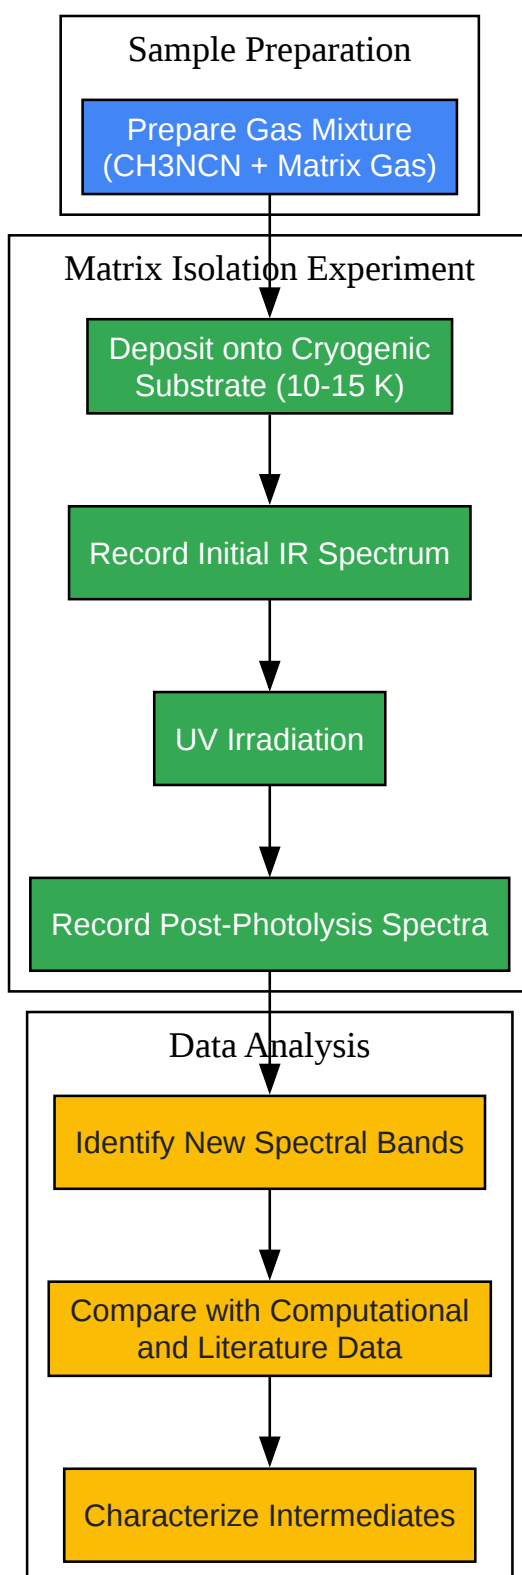 Sample Preparation
Prepare Gas Mixture
(CH3NCN + Matrix Gas)
Matrix Isolation Experiment
Deposit onto Cryogenic
Substrate (10-15 K)
Record Initial IR Spectrum
UV Irradiation
Record Post-Photolysis Spectra
Data Analysis
Identify New Spectral Bands
Compare with Computational
and Literature Data
Characterize Intermediates